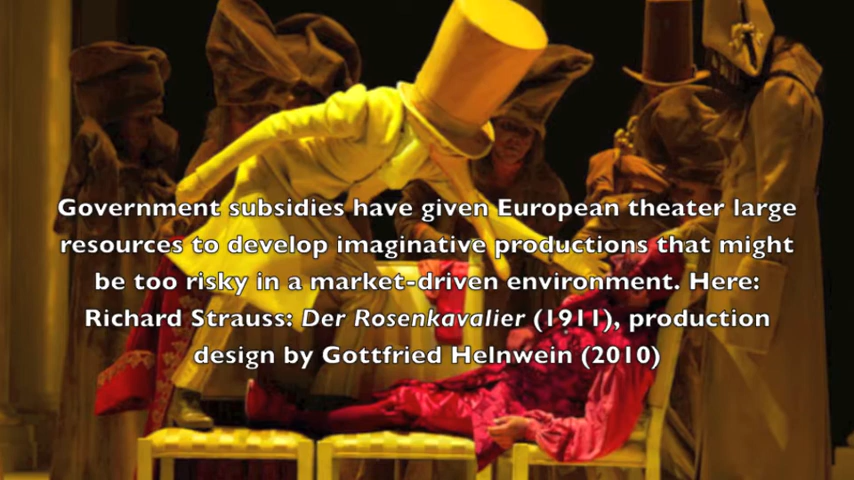 Government subsidies have given European theater large
resources to develop imaginative productions that might
be too risky in a market-driven environment. Here:
Richard Strauss: Der Rosenkavalier (1911), production
design by Gottfried Helnwein (2010)